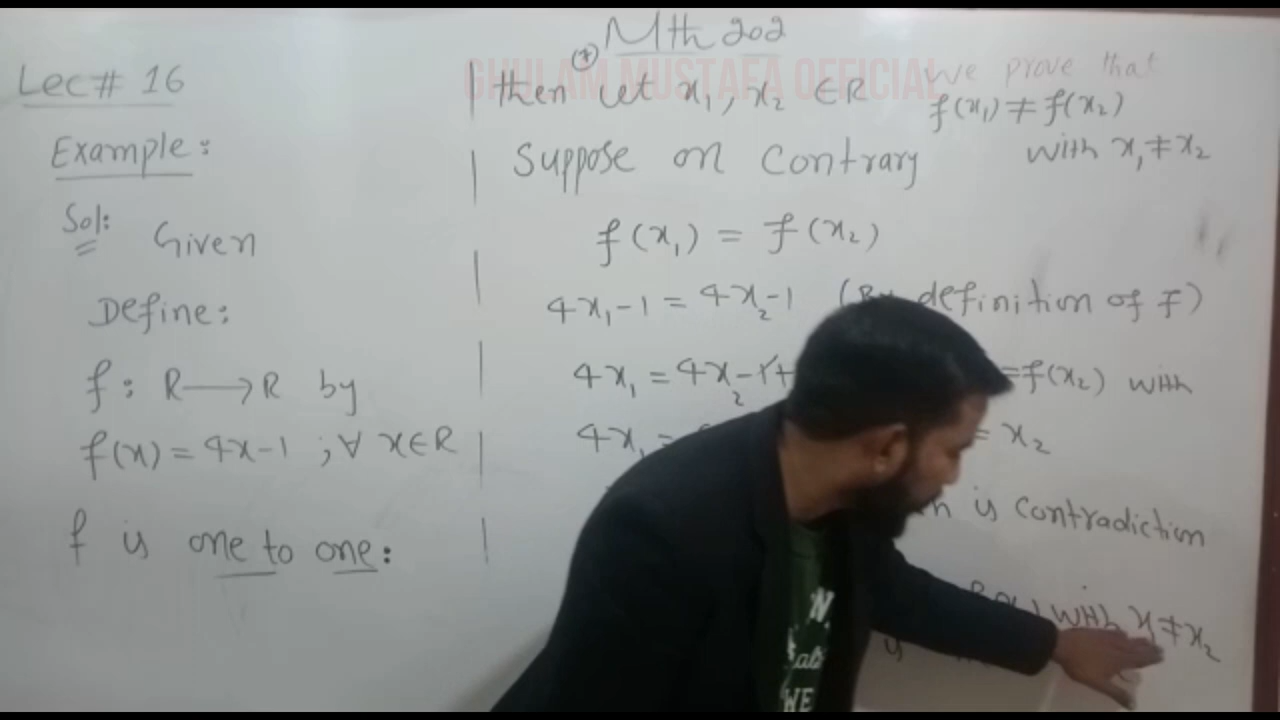 Mth 202
GHULAM MUSTAFA OFFICIAL
Lec# 16
Example:
Sol: Given
Define:
f : R ⟶ R by
f(x) = 4x-1 ; ∀ x∈R
f is one to one:
(*)
then let x₁, x₂ ∈R
Suppose on Contrary
f(x₁) = f(x₂)
4x₁-1 = 4x₂-1 definition of F)
4x₁ = 4x₂-1+ =f(x₂) with
4x₁ = = x₂
is contradiction
with x₁≠x₂
We prove that
f(x₁) ≠ f(x₂)
with x₁≠x₂